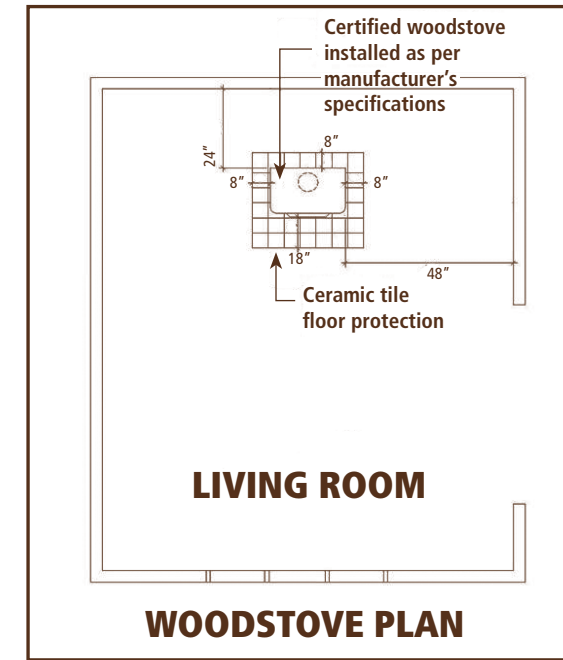 Certified woodstove
installed as per
manufacturer’s
specifications
24”
8”
8”
8”
18”
48”
Ceramic tile
floor protection
LIVING ROOM
WOODSTOVE PLAN